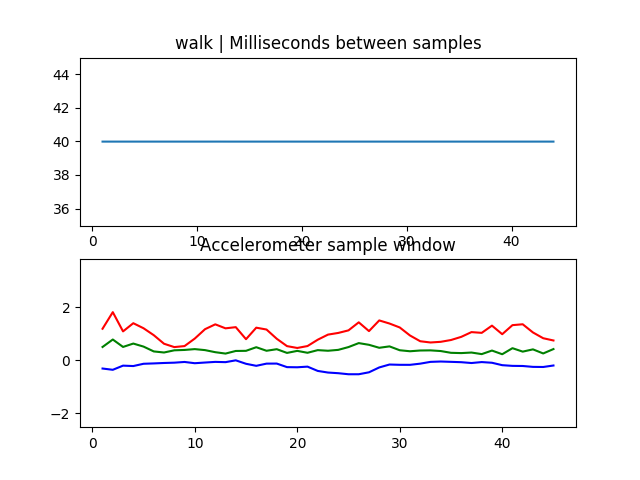 walk | Milliseconds between samples
44
42
40
38
36
0 10 20 30 40
Accelerometer sample window
2
0
−2
0 10 20 30 40